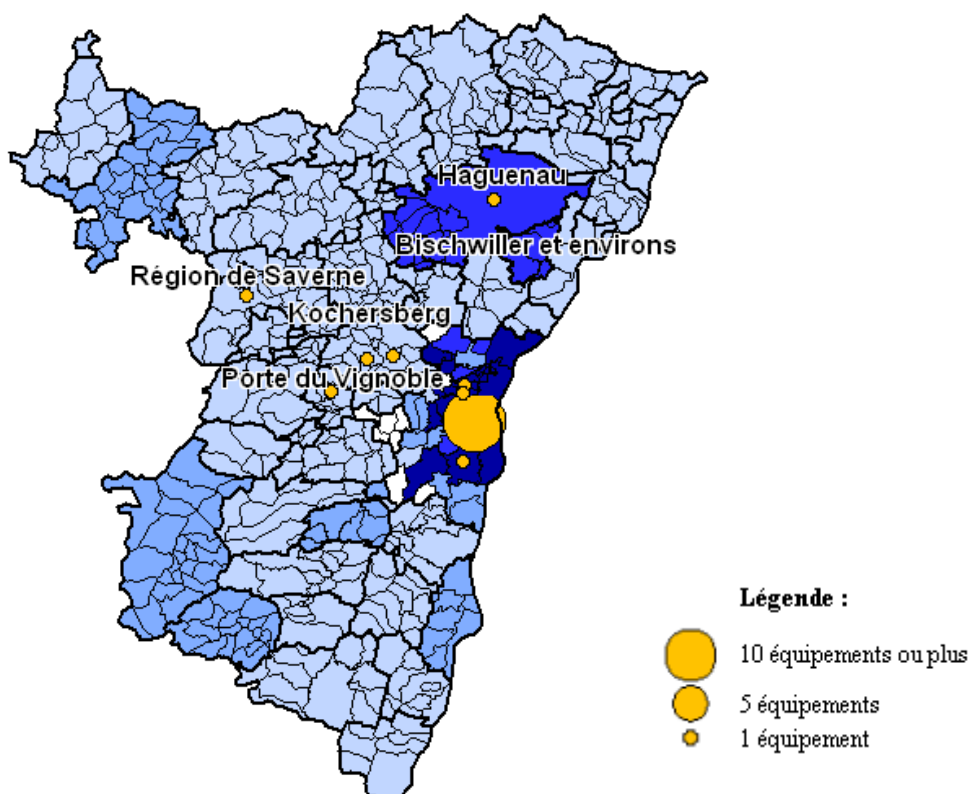 Haguenau
Bischwiller et environs
Région de Saverne
Kochersberg
Porte du Vignoble
Légende :
10 équipements ou plus
5 équipements
1 équipement